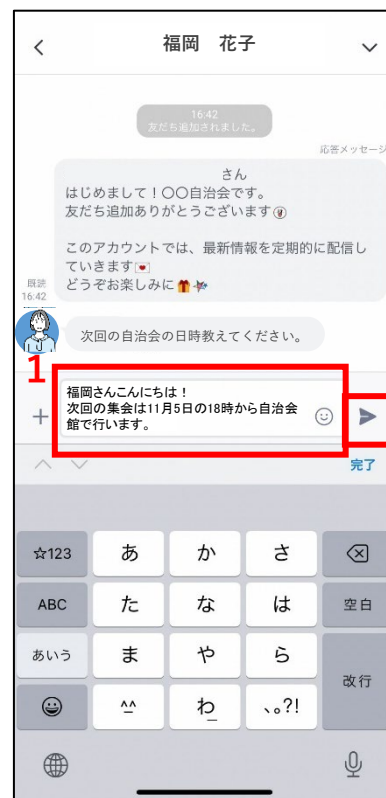 福岡　花子
16:42
友だち追加されました。
応答メッセージ
さん
はじめまして！〇〇自治会で
す。
友だち追加ありがとうござい
ます
このアカウントでは、最新情
報を定期的に配信し
ていきます
どうぞお楽しみに
既読
16:42
次回の自治会の日時教えてください。
1
福岡さんこんにちは！
次回の集会は11月5日の18時から自治会
館で行います。
完了
☆123
あ
か
さ
ABC
た
な
は
空白
あいう
ま
や
ら
改行
^^
わ
、。?!